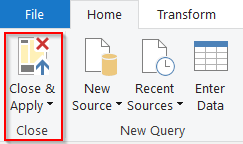 File Home Transform
Close & New Recent Enter
Apply Source Sources Data
Close New Query